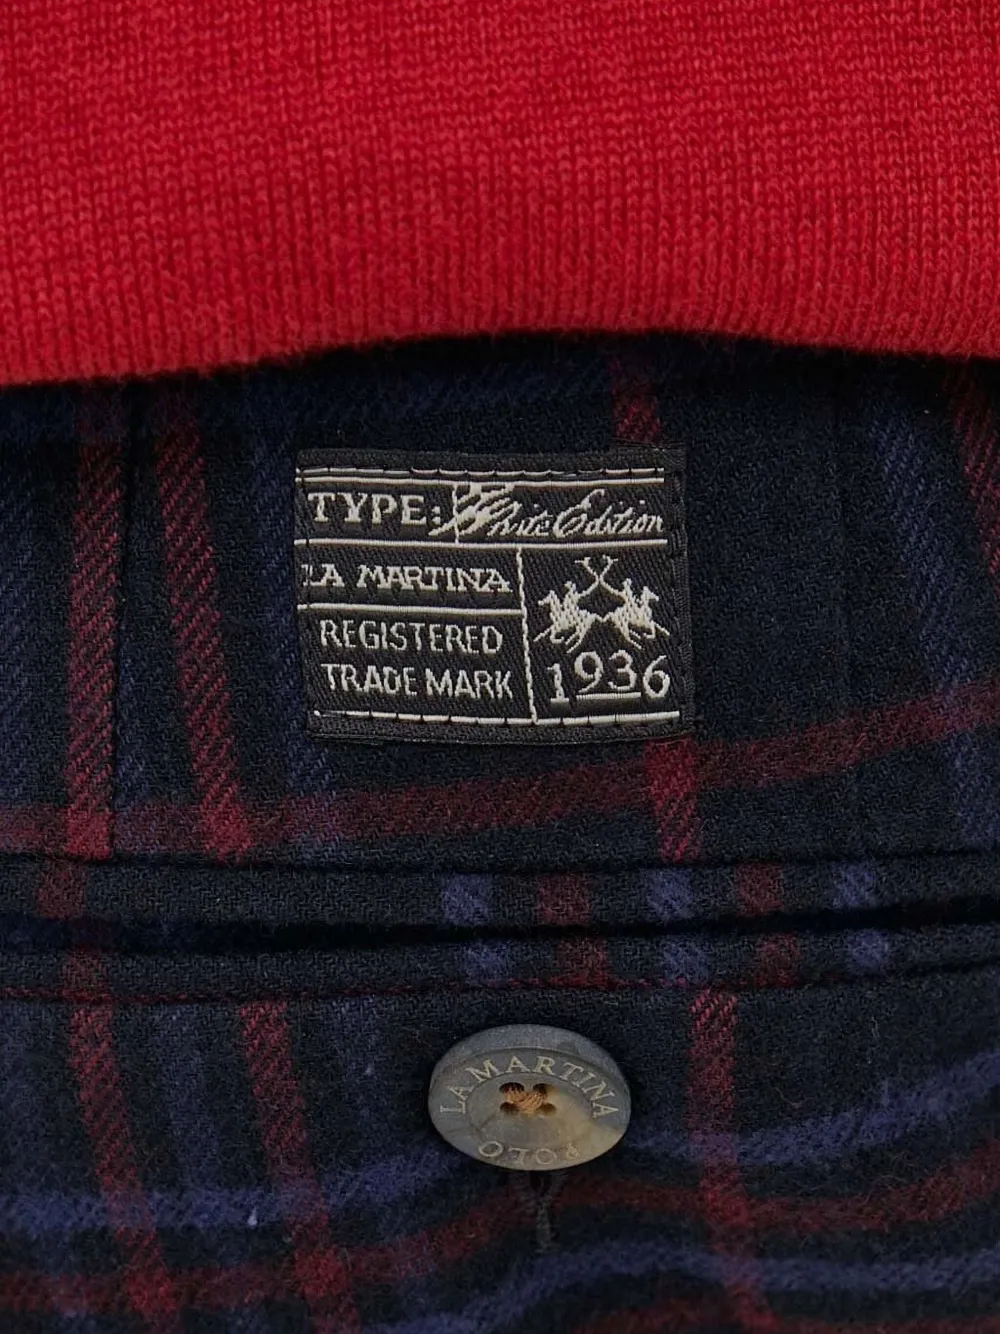 TYPE: White Edition
LA MARTINA
REGISTERED
TRADE MARK
1936
LA MARTINA
POLO